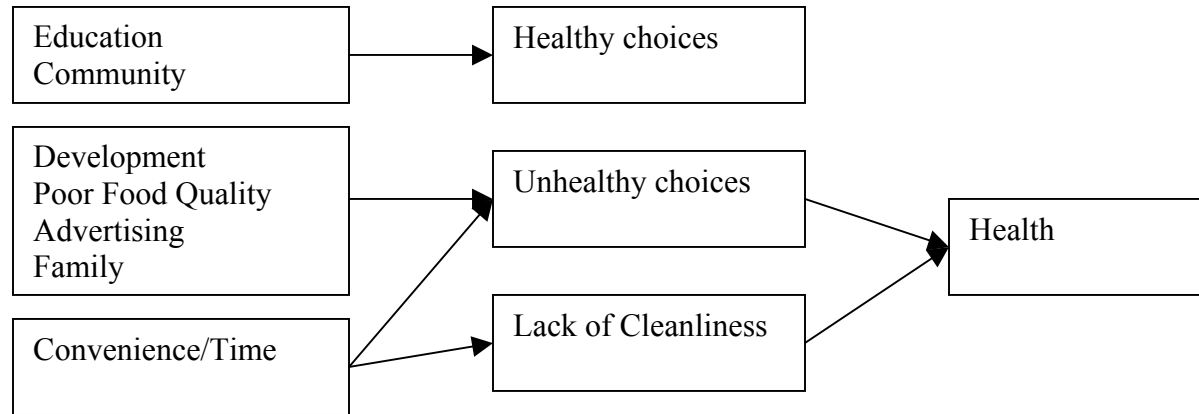 Education
Community
Healthy choices
Development
Poor Food Quality
Advertising
Family
Unhealthy choices
Health
Convenience/Time
Lack of Cleanliness